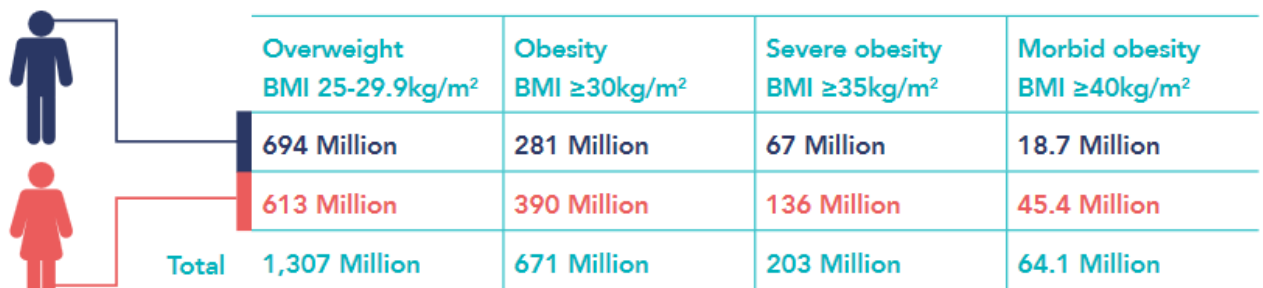 Overweight Obesity Severe obesity Morbid obesity
BMI 25-29.9kg/m² BMI ≥30kg/m² BMI ≥35kg/m² BMI ≥40kg/m²
694 Million 281 Million 67 Million 18.7 Million
613 Million 390 Million 136 Million 45.4 Million
Total 1,307 Million 671 Million 203 Million 64.1 Million